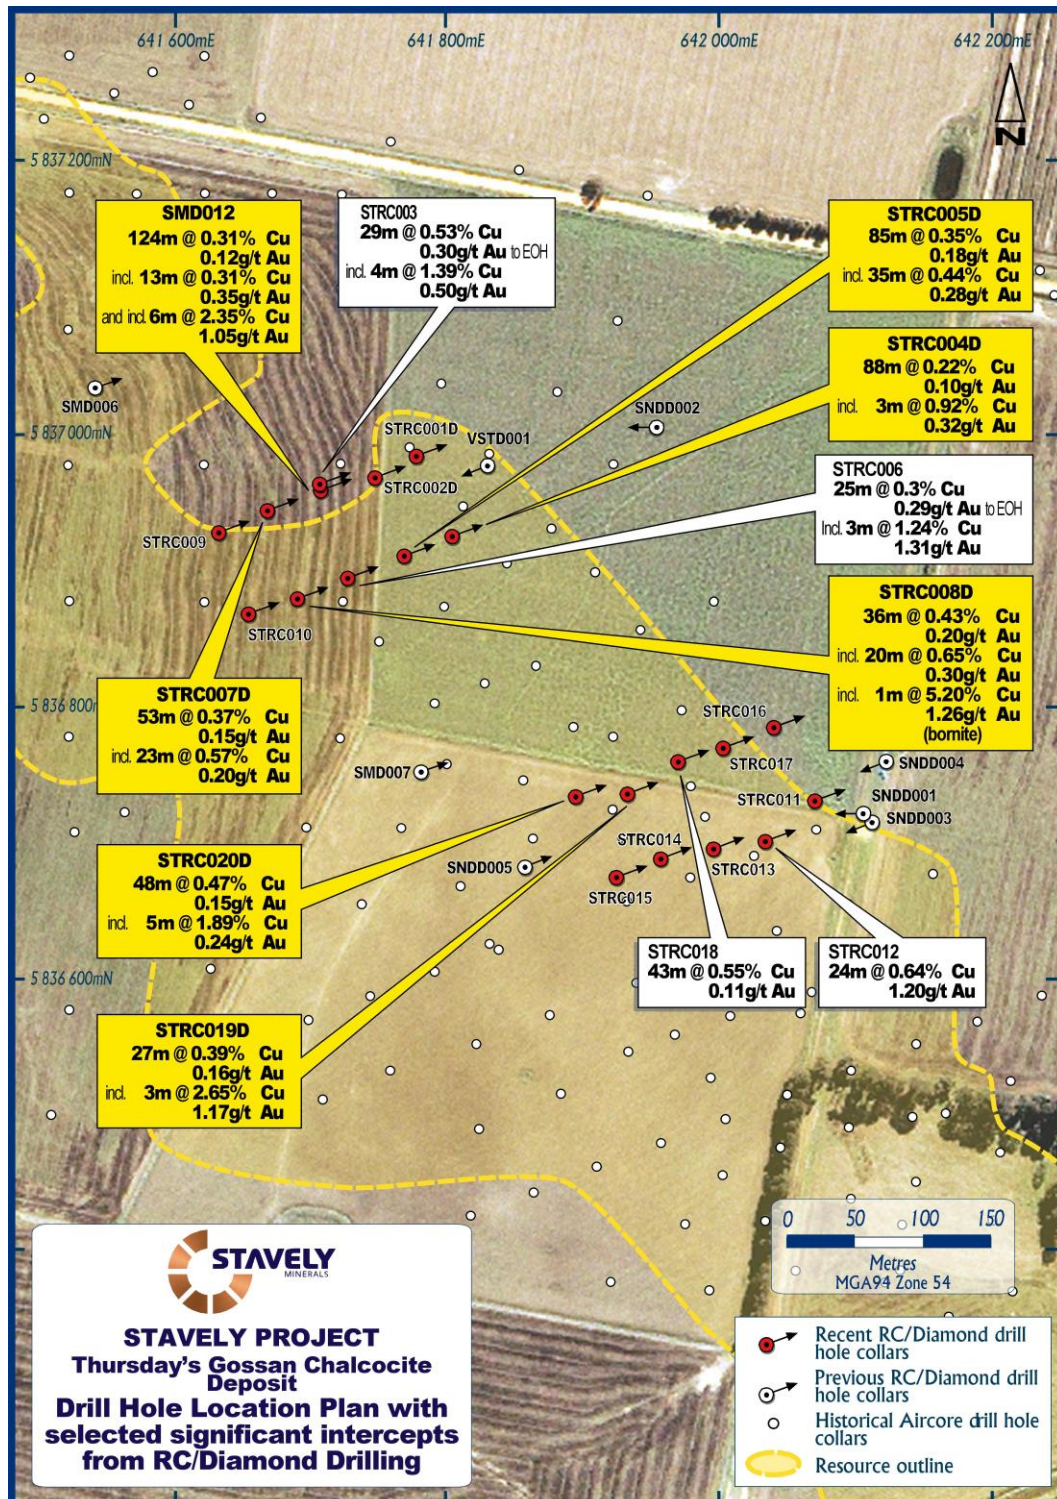 641 600mE
641 800mE
642 000mE
642 200mE
N
5 837 200mN
SMD012
124m @ 0.31% Cu
0.12g/t Au
incl. 13m @ 0.31% Cu
0.35g/t Au
and incl. 6m @ 2.35% Cu
1.05g/t Au
STRC003
29m @ 0.53% Cu
0.30g/t Au to EOH
incl. 4m @ 1.39% Cu
0.50g/t Au
STRC005D
85m @ 0.35% Cu
0.18g/t Au
incl. 35m @ 0.44% Cu
0.28g/t Au
STRC004D
88m @ 0.22% Cu
0.10g/t Au
incl. 3m @ 0.92% Cu
0.32g/t Au
SMD006
SNDD002
5 837 000mN
STRC001D
VSTD001
STRC002D
STRC006
25m @ 0.3% Cu
0.29g/t Au to EOH
Incl. 3m @ 1.24% Cu
1.31g/t Au
STRC009
STRC010
STRC008D
36m @ 0.43% Cu
0.20g/t Au
incl. 20m @ 0.65% Cu
0.30g/t Au
incl. 1m @ 5.20% Cu
1.26g/t Au
(bornite)
STRC007D
53m @ 0.37% Cu
0.15g/t Au
incl. 23m @ 0.57% Cu
0.20g/t Au
5 836 800mN
STRC016
STRC017
SMD007
SNDD004
STRC011
SNDD001
SNDD003
STRC014
STRC013
SNDD005
STRC015
STRC020D
48m @ 0.47% Cu
0.15g/t Au
incl. 5m @ 1.89% Cu
0.24g/t Au
STRC018
43m @ 0.55% Cu
0.11g/t Au
STRC012
24m @ 0.64% Cu
1.20g/t Au
5 836 600mN
STRC019D
27m @ 0.39% Cu
0.16g/t Au
incl. 3m @ 2.65% Cu
1.17g/t Au
0 50 100 150
Metres
MGA94 Zone 54
STAVELY
MINERALS
STAVELY PROJECT
Thursday's Gossan Chalcocite
Deposit
Drill Hole Location Plan with
selected significant intercepts
from RC/Diamond Drilling
Recent RC/Diamond drill
hole collars
Previous RC/Diamond drill
hole collars
Historical Aircore drill hole
collars
Resource outline